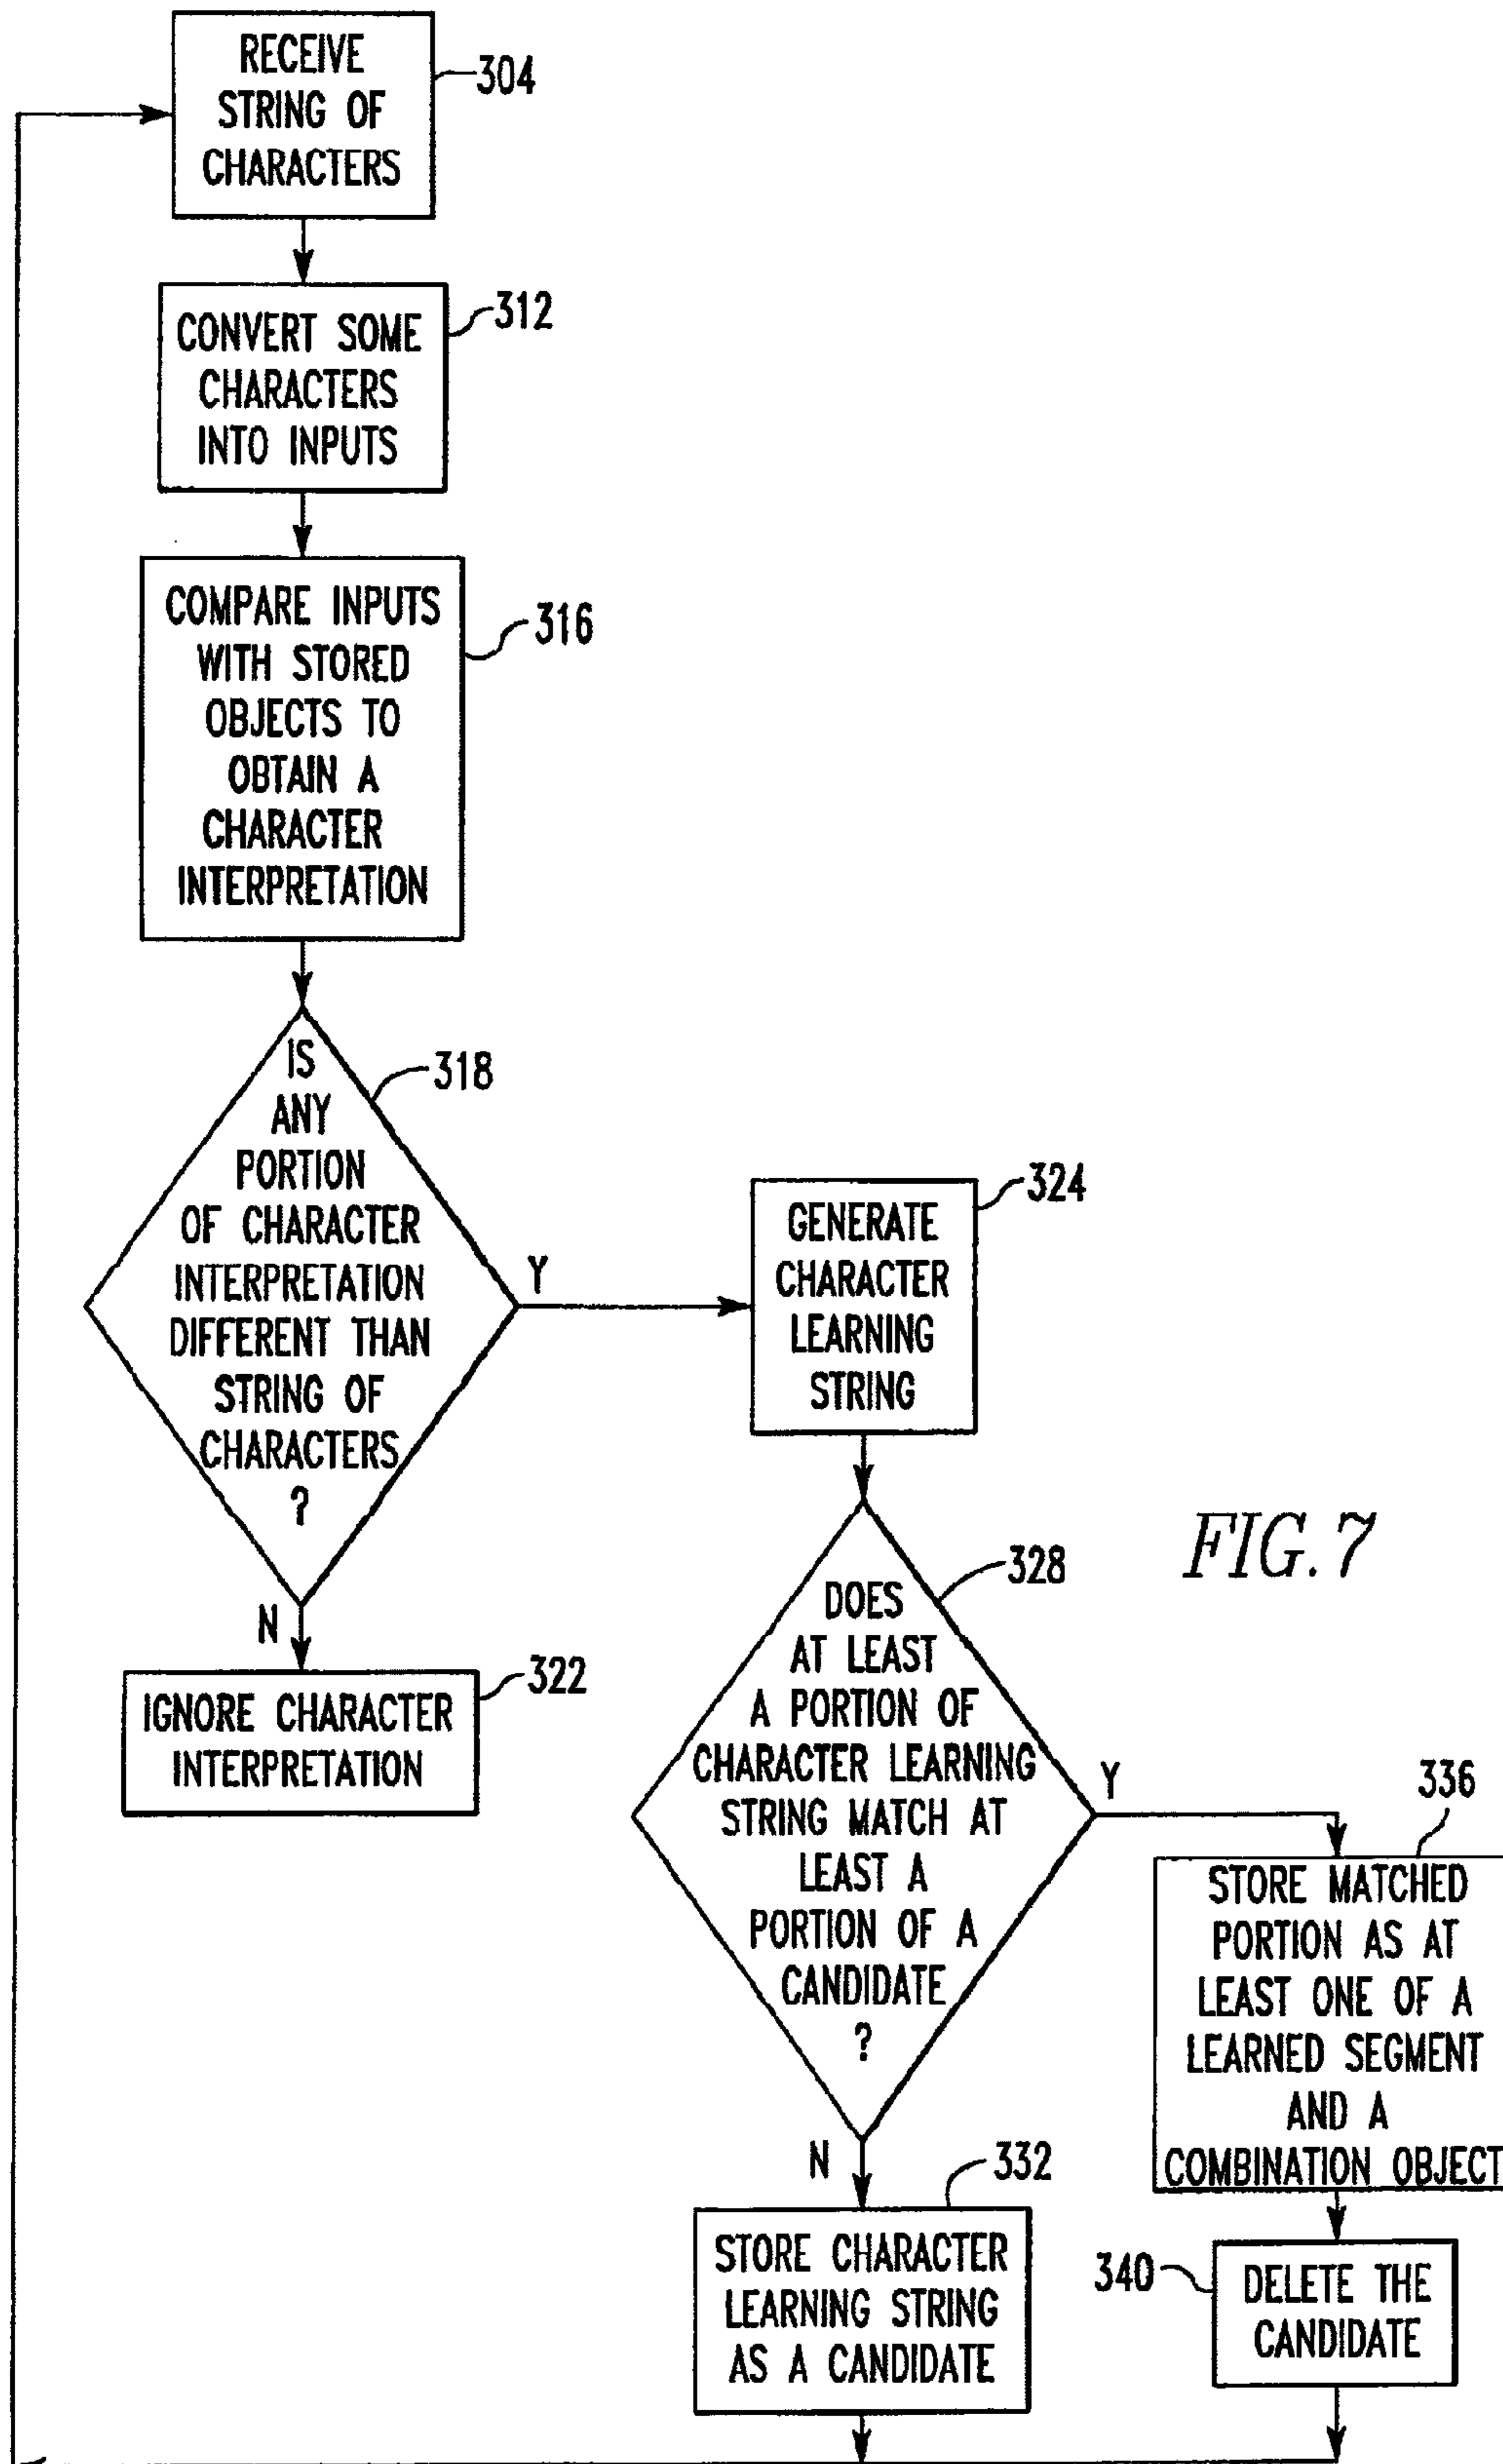 RECEIVE
STRING OF
CHARACTERS
304
CONVERT SOME
CHARACTERS
INTO INPUTS
312
COMPARE INPUTS
WITH STORED
OBJECTS TO
OBTAIN A
CHARACTER
INTERPRETATION
316
IS
ANY
PORTION
OF CHARACTER
INTERPRETATION
DIFFERENT THAN
STRING OF
CHARACTERS
?
318
Y
N
IGNORE CHARACTER
INTERPRETATION
322
GENERATE
CHARACTER
LEARNING
STRING
324
DOES
AT LEAST
A PORTION OF
CHARACTER LEARNING
STRING MATCH AT
LEAST A
PORTION OF A
CANDIDATE
?
328
Y
N
STORE CHARACTER
LEARNING STRING
AS A CANDIDATE
332
336
STORE MATCHED
PORTION AS AT
LEAST ONE OF A
LEARNED SEGMENT
AND A
COMBINATION OBJECT
340
DELETE THE
CANDIDATE
FIG. 7